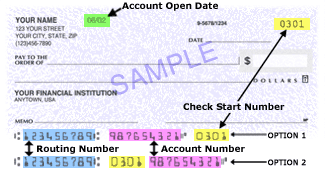 Account Open Date
YOUR NAME 08/02 9-5678/1234 0301
123 YOUR STREET
YOUR CITY, STATE, ZIP
(123)456-7890
DATE
PAY TO THE
ORDER OF $
SAMPLE
DOLLARS
YOUR FINANCIAL INSTITUTION
ANYTOWN, USA
Check Start Number
MEMO
⑆123456789⑆ 987654321⑈ 0301 OPTION 1
Routing Number Account Number
⑆123456789⑆ 0301 987654321⑈ OPTION 2